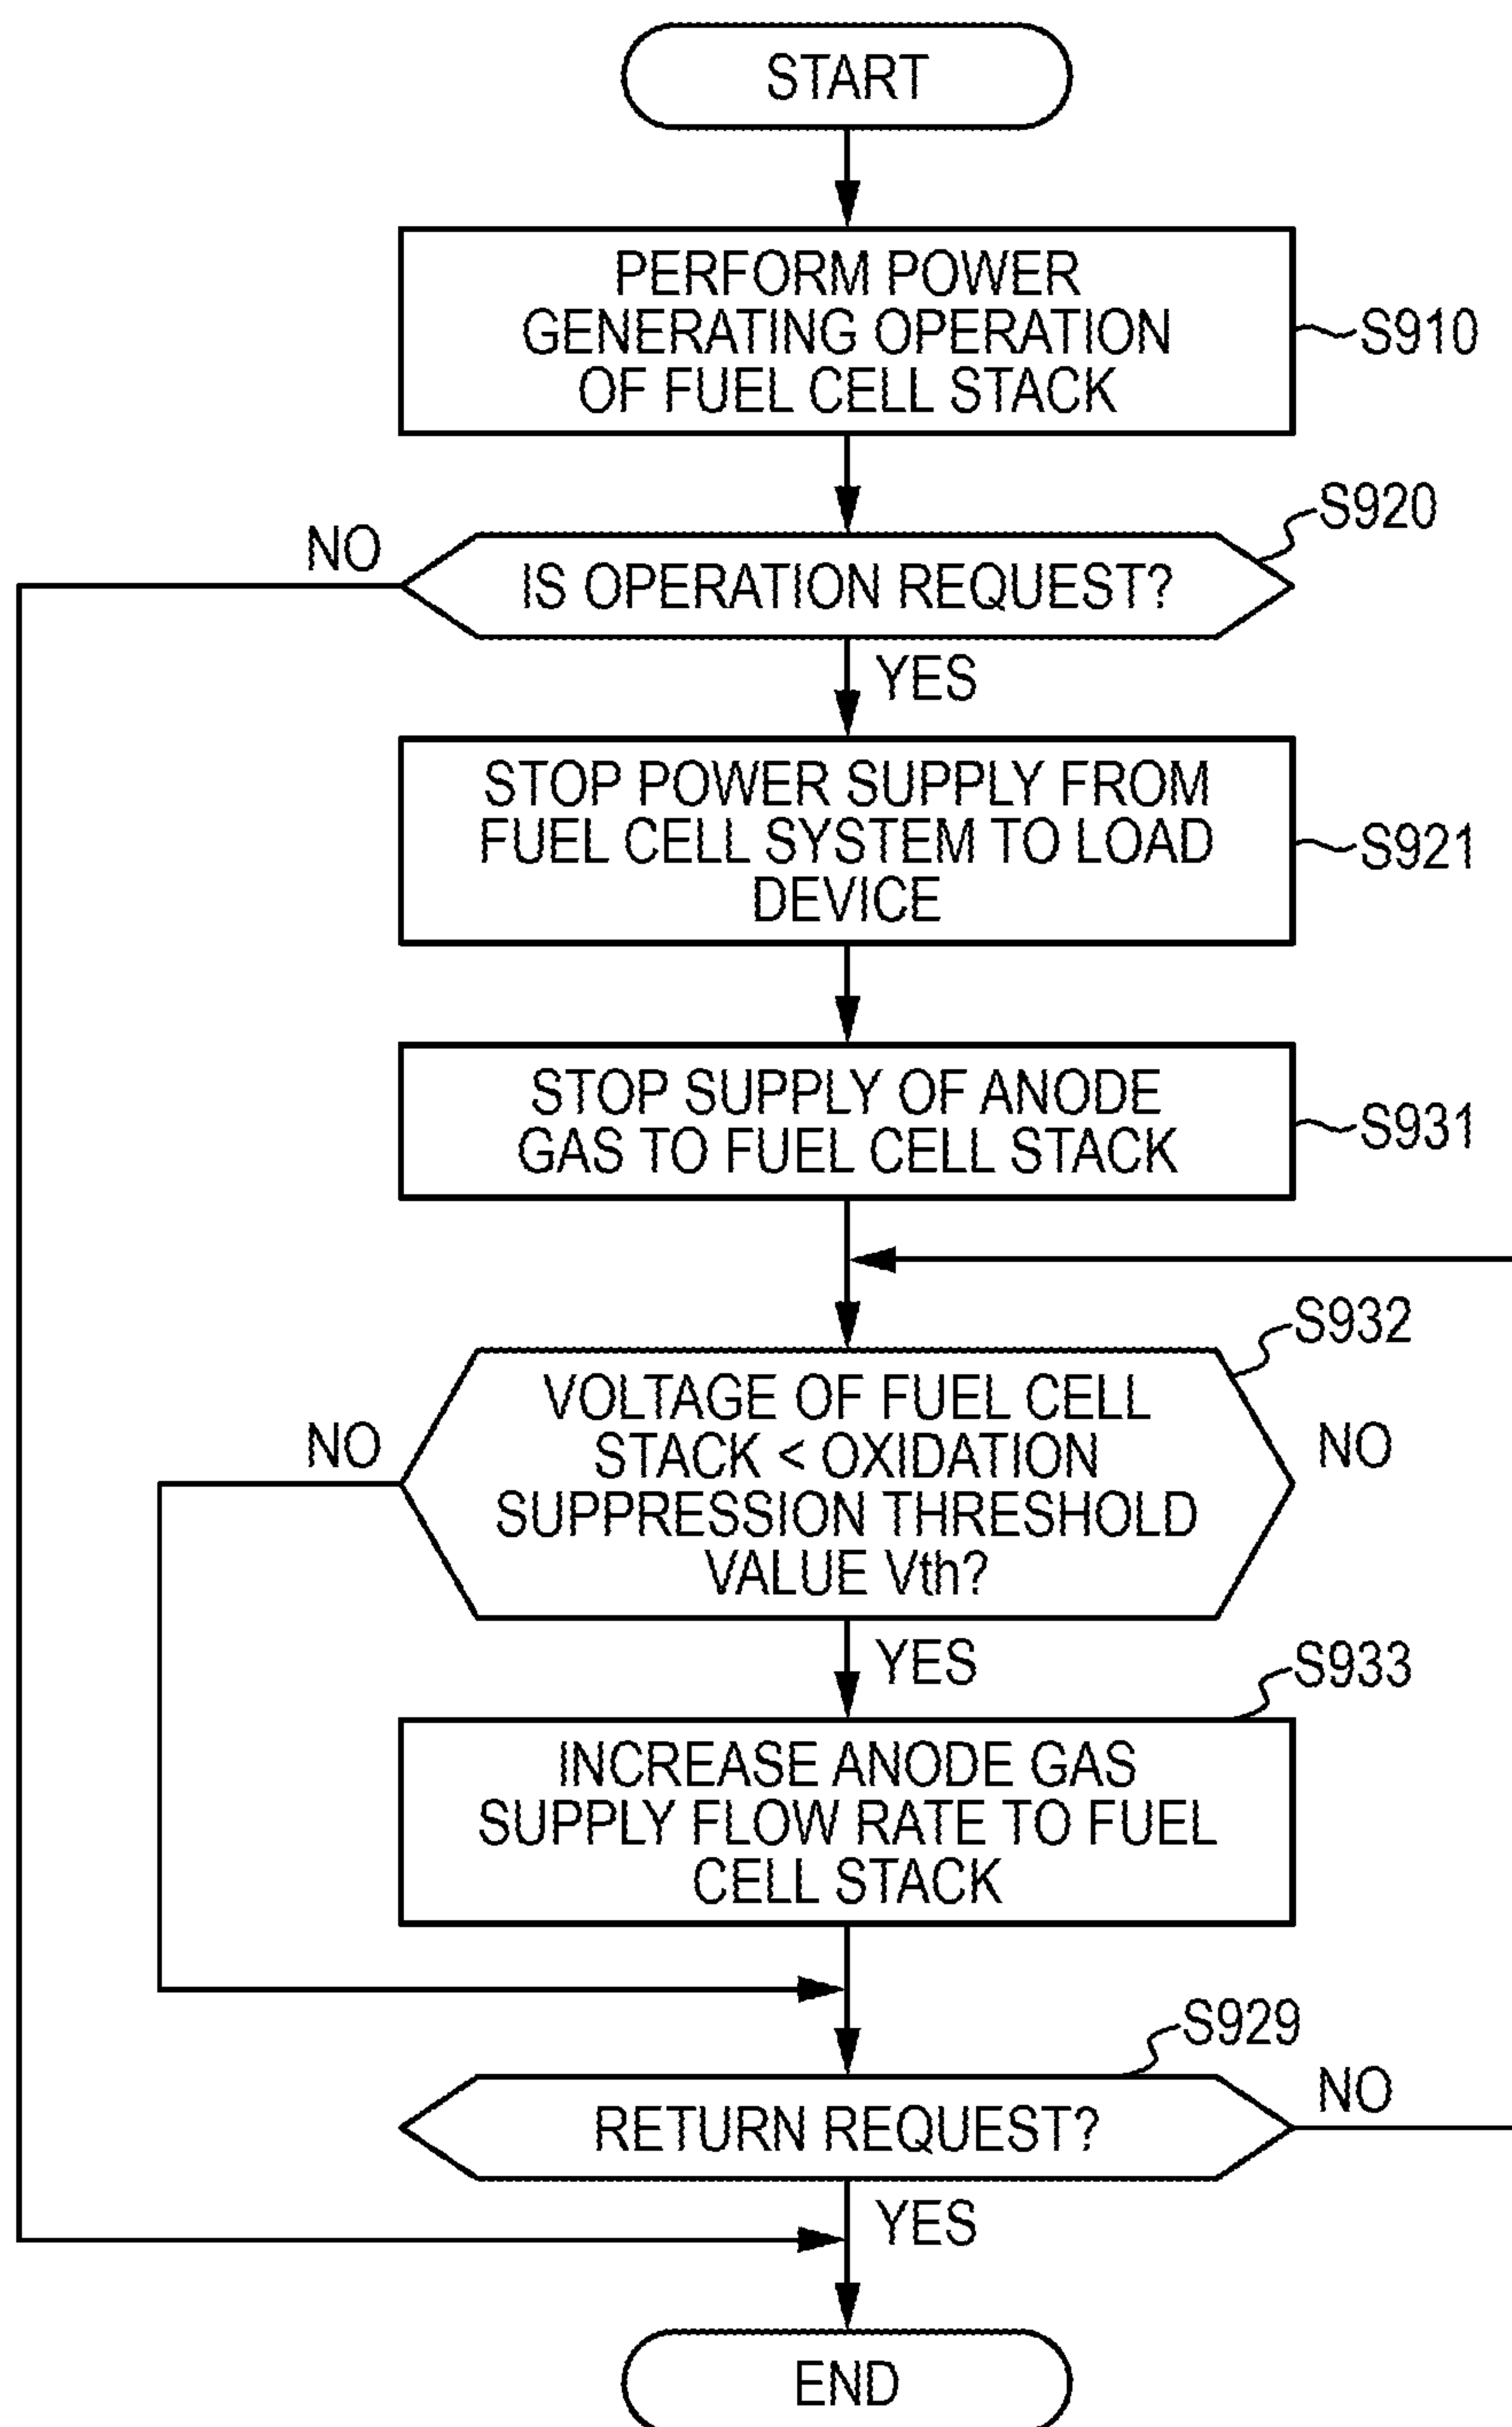 START
PERFORM POWER
GENERATING OPERATION
OF FUEL CELL STACK
S910
S920
NO
IS OPERATION REQUEST?
YES
STOP POWER SUPPLY FROM
FUEL CELL SYSTEM TO LOAD
DEVICE
S921
STOP SUPPLY OF ANODE
GAS TO FUEL CELL STACK
S931
S932
NO
VOLTAGE OF FUEL CELL
STACK < OXIDATION
SUPPRESSION THRESHOLD
VALUE Vth?
NO
YES
S933
INCREASE ANODE GAS
SUPPLY FLOW RATE TO FUEL
CELL STACK
S929
RETURN REQUEST?
NO
YES
END